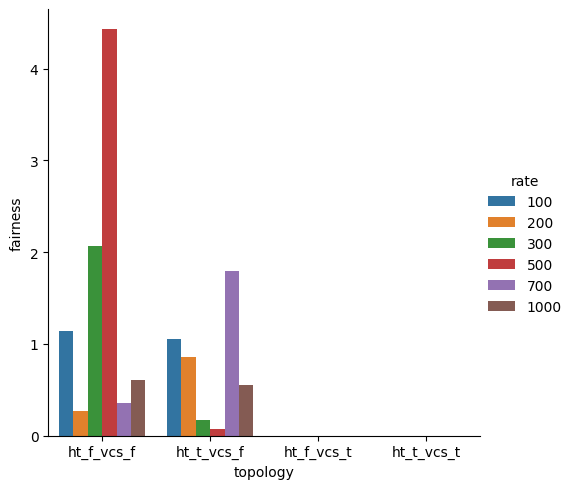 4
3
2
1
0
fairness
ht_f_vcs_f ht_t_vcs_f ht_f_vcs_t ht_t_vcs_t
topology
rate
100
200
300
500
700
1000